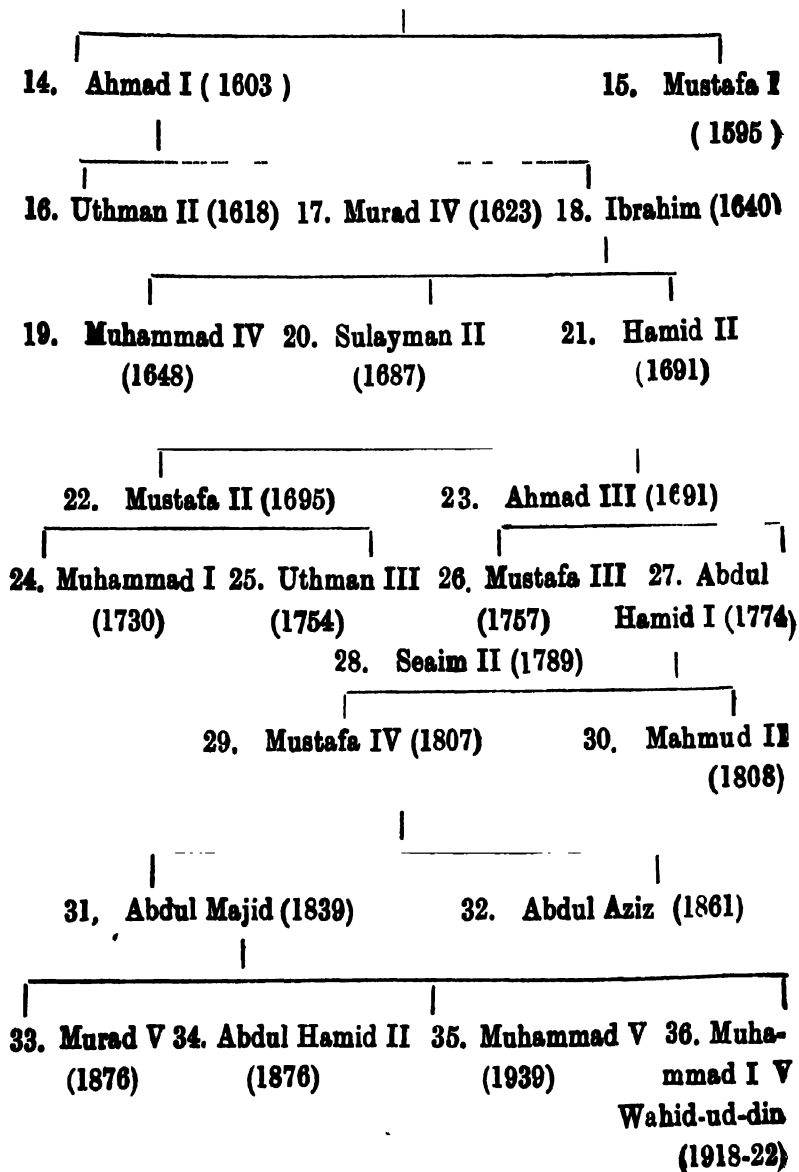 14. Ahmad I ( 1603 ) 15. Mustafa I
( 1595 )
16. Uthman II (1618) 17. Murad IV (1623) 18. Ibrahim (1640)
19. Muhammad IV 20. Sulayman II 21. Hamid II
(1648) (1687) (1691)
22. Mustafa II (1695) 23. Ahmad III (1691)
24. Muhammad I 25. Uthman III 26. Mustafa III 27. Abdul
(1730) (1754) (1757) Hamid I (1774)
28. Seaim II (1789)
29. Mustafa IV (1807) 30. Mahmud II
(1808)
31, Abdul Majid (1839) 32. Abdul Aziz (1861)
33. Murad V 34. Abdul Hamid II 35. Muhammad V 36. Muha-
(1876) (1876) (1939) mmad I V
Wahid-ud-din
(1918-22)